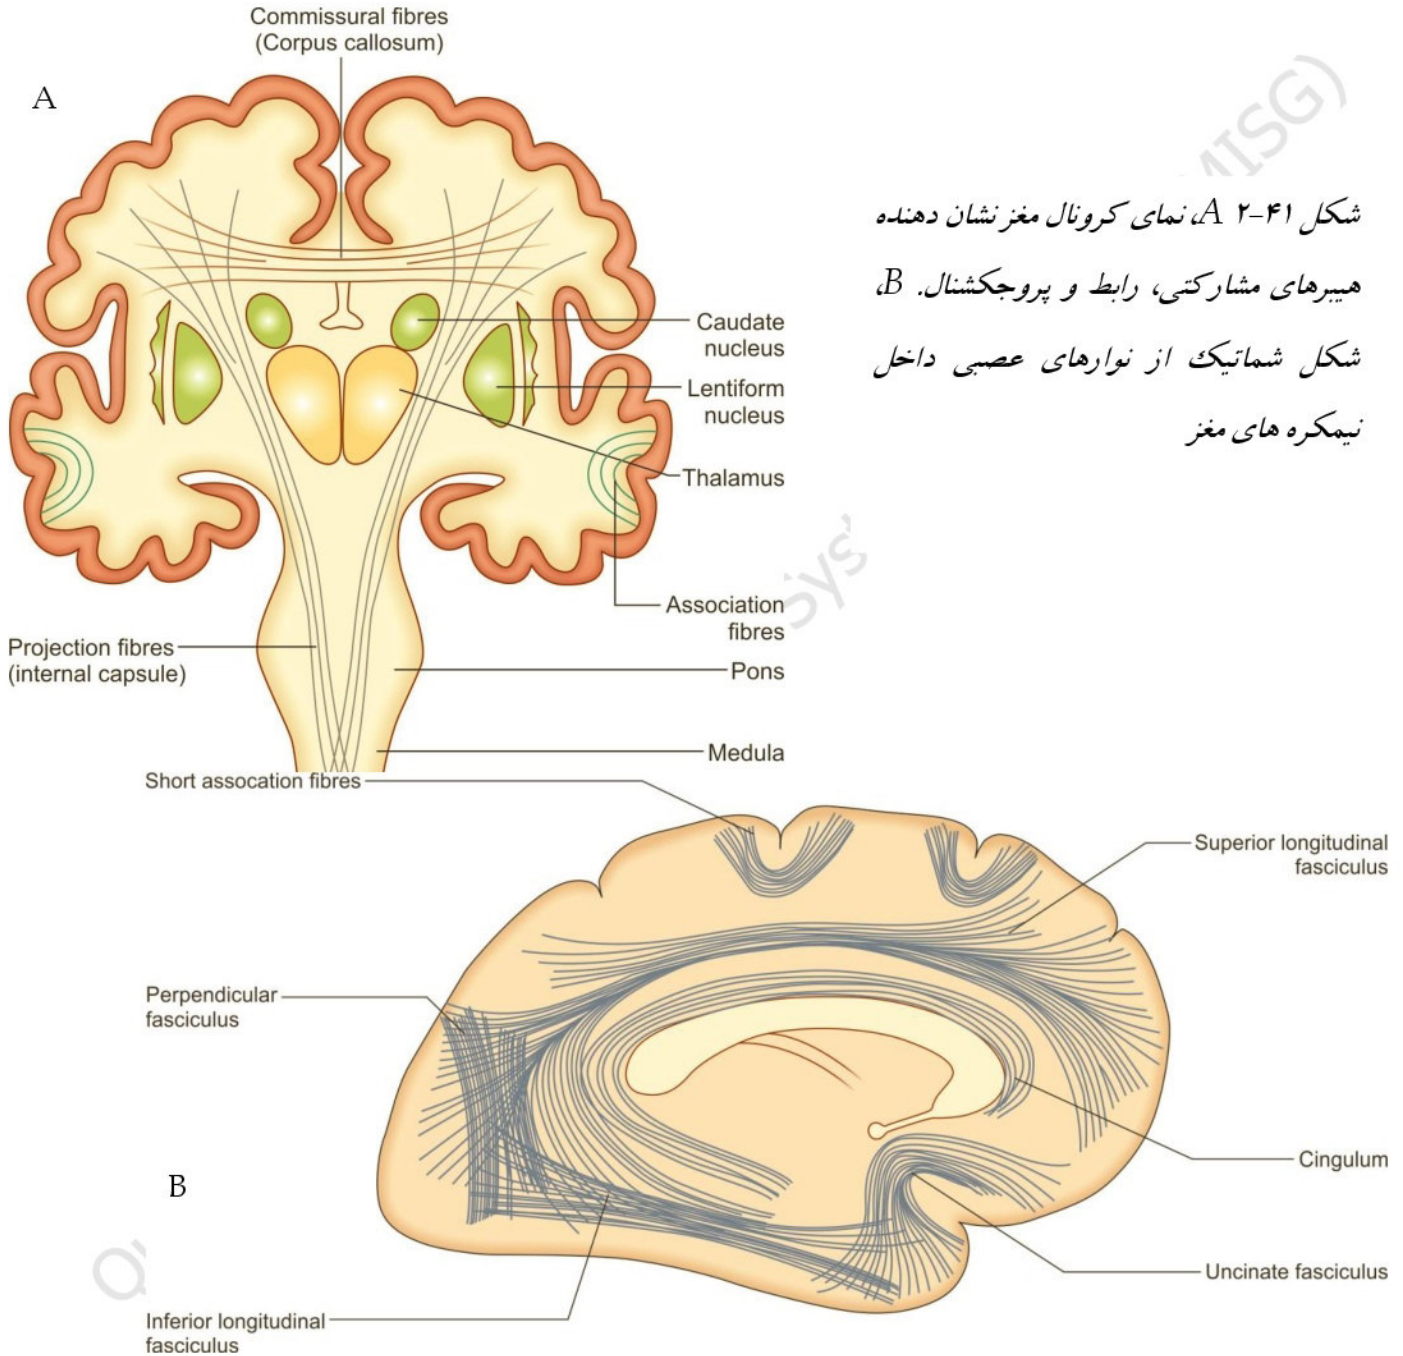 Commissural fibres
(Corpus callosum)
A
شکل ۴۱-۲ A، نمای کرونال مغز نشان دهنده
هیبرهای مشارکتی، رابط و پروجکشنال. B،
شکل شماتیک از نوارهای عصبی داخل
نیمکره های مغز
Caudate
nucleus
Lentiform
nucleus
Thalamus
Association
fibres
Projection fibres
(internal capsule)
Pons
Medula
Short assocation fibres
Superior longitudinal
fasciculus
Perpendicular
fasciculus
Cingulum
B
Uncinate fasciculus
Inferior longitudinal
fasciculus